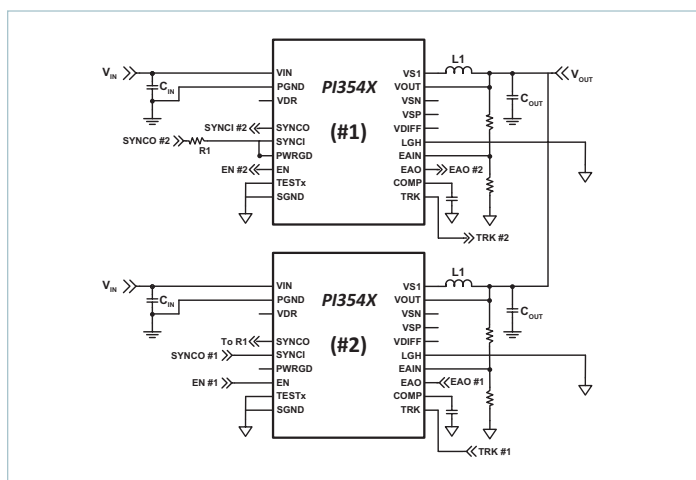 VIN
CIN
VIN
PGND
VDR
PI354X
(#1)
VS1
VOUT
VSN
VSP
VDIFF
LGH
EAIN
EAO
COMP
TRK
L1
VOUT
COUT
SYNCI #2
SYNCO
SYNCO #2
R1
SYNCI
PWRGD
EN #2
EN
TESTx
SGND
EAO #2
TRK #2
VIN
CIN
VIN
PGND
VDR
PI354X
(#2)
VS1
VOUT
VSN
VSP
VDIFF
LGH
EAIN
EAO
COMP
TRK
L1
COUT
To R1
SYNCO
SYNCO #1
SYNCI
PWRGD
EN #1
EN
TESTx
SGND
EAO #1
TRK #1